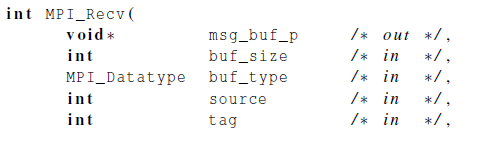 int MPI_Recv(
void* msg_buf_p /* out */,
int buf_size /* in */,
MPI_Datatype buf_type /* in */,
int source /* in */,
int tag /* in */,